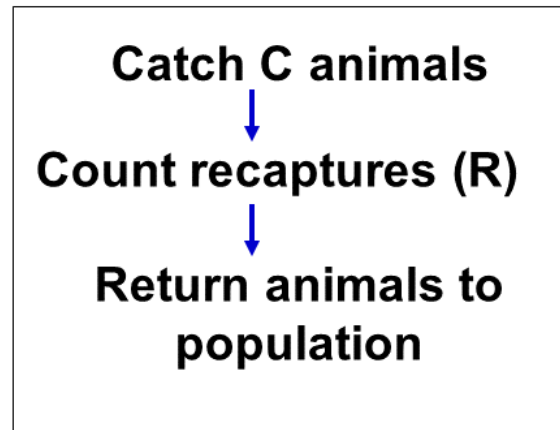 Catch C animals
Count recaptures (R)
Return animals to
population